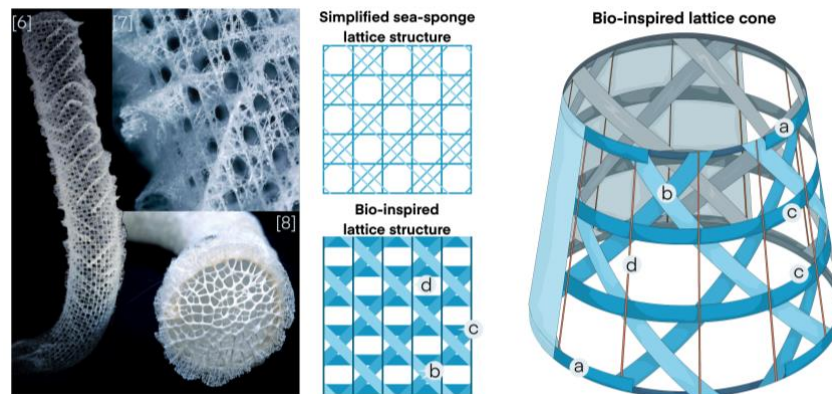 [6]
[7]
[8]
Simplified sea-sponge
lattice structure
Bio-inspired
lattice structure
d
c
b
Bio-inspired lattice cone
a
b
c
d
c
a